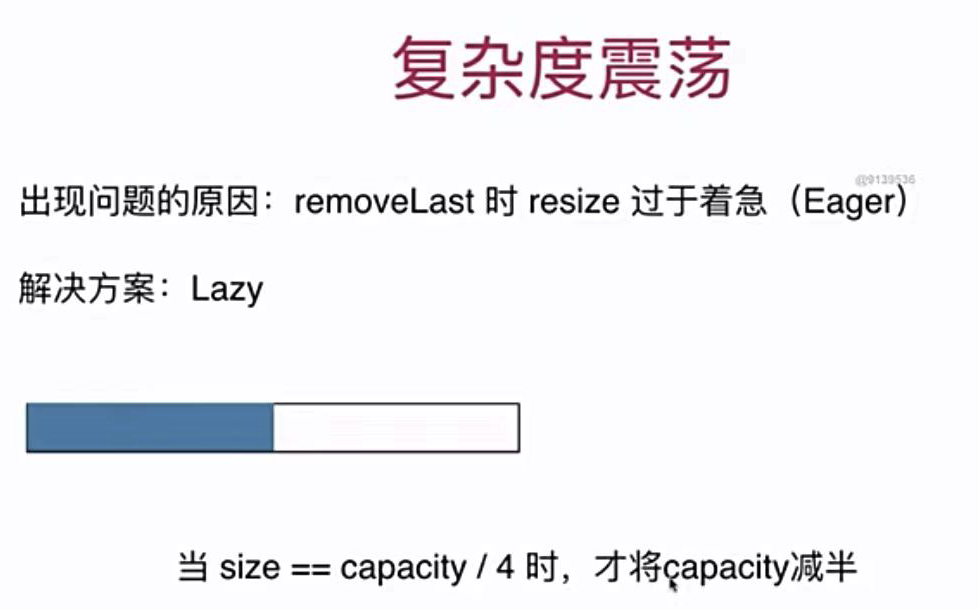 复杂度震荡
@9139536
出现问题的原因：removeLast 时 resize 过于着急（Eager）
解决方案：Lazy
当 size == capacity / 4 时，才将capacity减半